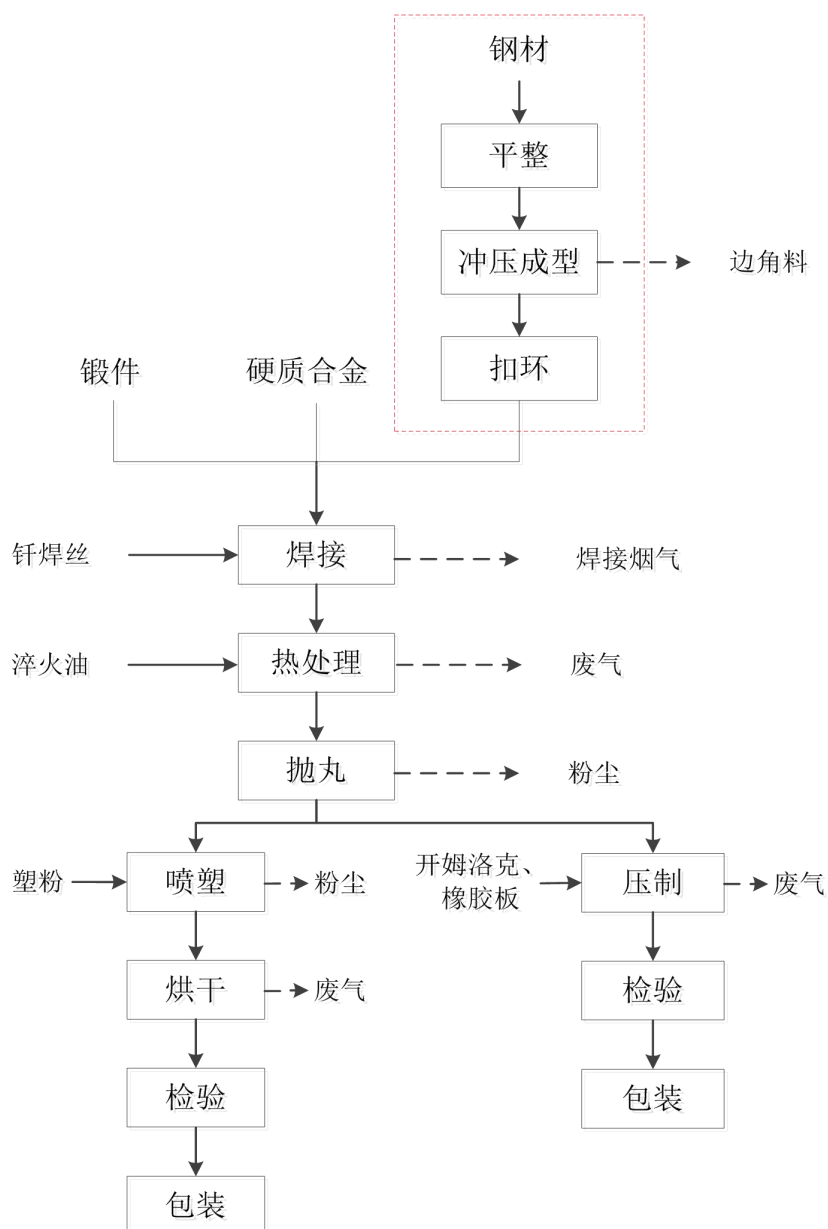 钢材
平整
冲压成型
边角料
扣环
锻件
硬质合金
钎焊丝
焊接
焊接烟气
淬火油
热处理
废气
抛丸
粉尘
塑粉
喷塑
粉尘
开姆洛克、
橡胶板
压制
废气
烘干
废气
检验
检验
包装
包装